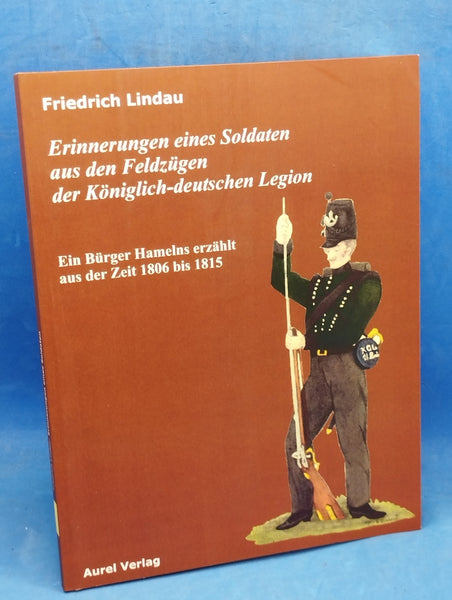 Friedrich Lindau
Erinnerungen eines Soldaten
aus den Feldzügen
der Königlich-deutschen Legion
Ein Bürger Hamelns erzählt
aus der Zeit 1806 bis 1815
Aurel Verlag